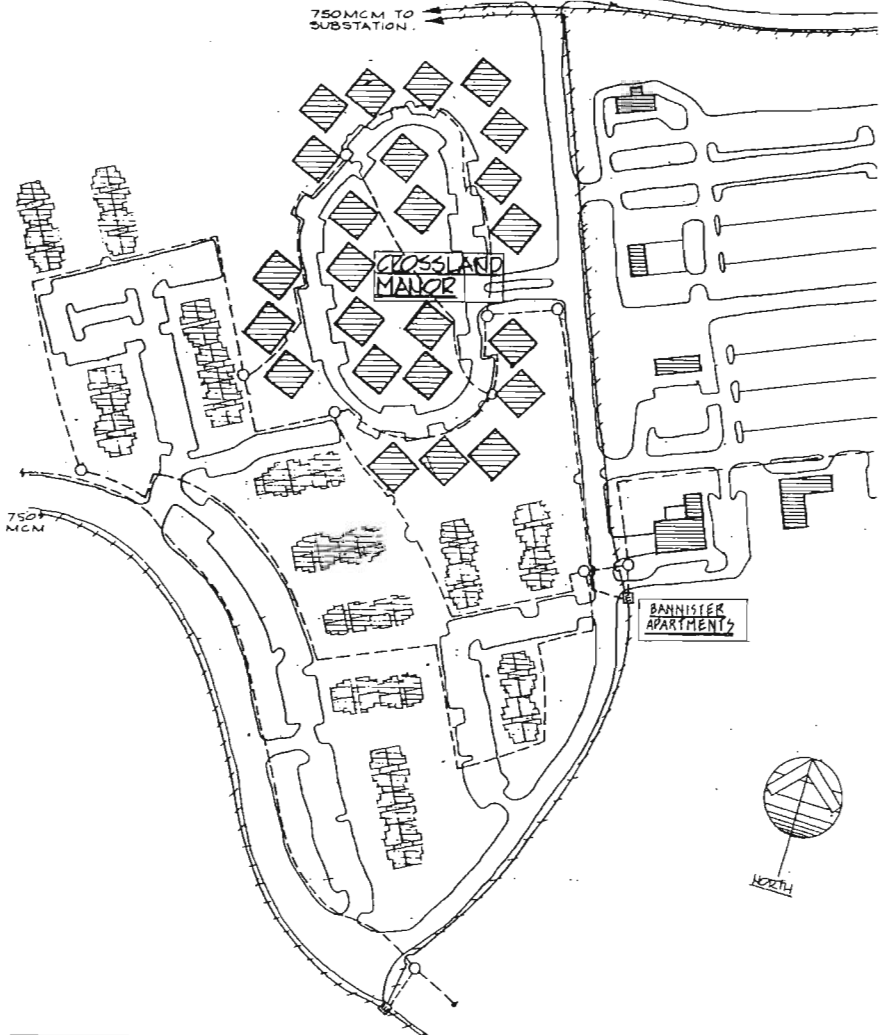 750MCM TO
SUBSTATION.
CROSSLAND
MANOR
750
MCM
BANNISTER
APARTMENTS
NORTH